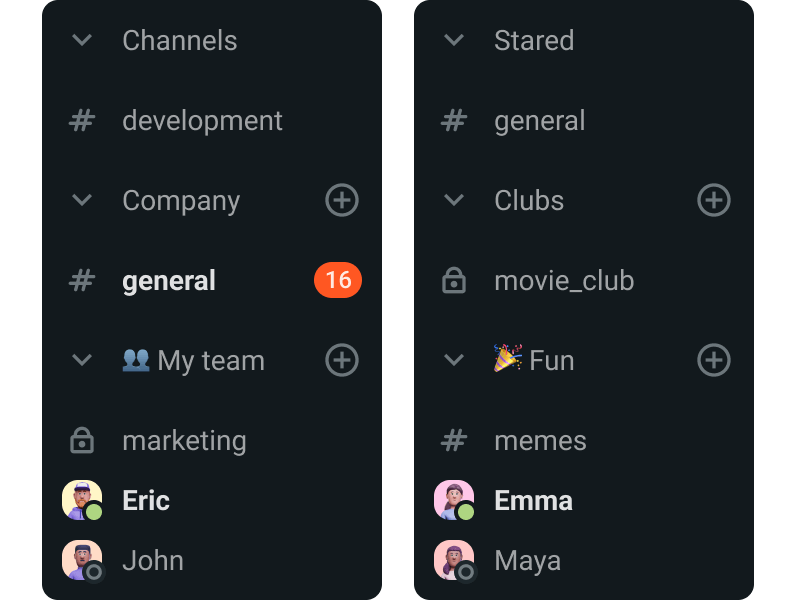 Channels
# development
Company
# general 16
👥 My team
marketing
Eric
John
Stared
# general
Clubs
movie_club
🎉 Fun
# memes
Emma
Maya